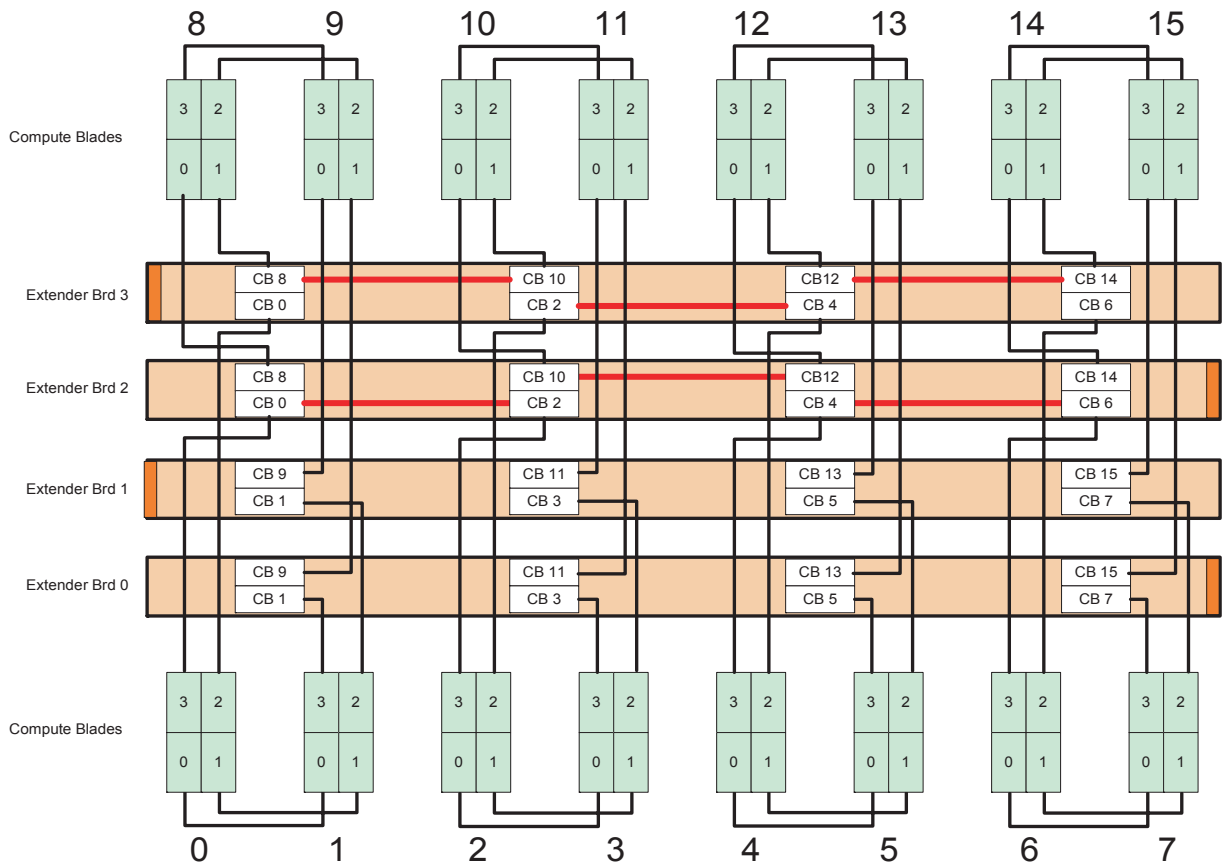 8 9 10 11 12 13 14 15
3 2 3 2 3 2 3 2 3 2 3 2 3 2 3 2
Compute Blades
0 1 0 1 0 1 0 1 0 1 0 1 0 1 0 1
CB 8 CB 10 CB12 CB 14
Extender Brd 3
CB 0 CB 2 CB 4 CB 6
CB 8 CB 10 CB12 CB 14
Extender Brd 2
CB 0 CB 2 CB 4 CB 6
CB 9 CB 11 CB 13 CB 15
Extender Brd 1
CB 1 CB 3 CB 5 CB 7
CB 9 CB 11 CB 13 CB 15
Extender Brd 0
CB 1 CB 3 CB 5 CB 7
3 2 3 2 3 2 3 2 3 2 3 2 3 2 3 2
Compute Blades
0 1 0 1 0 1 0 1 0 1 0 1 0 1 0 1
0 1 2 3 4 5 6 7